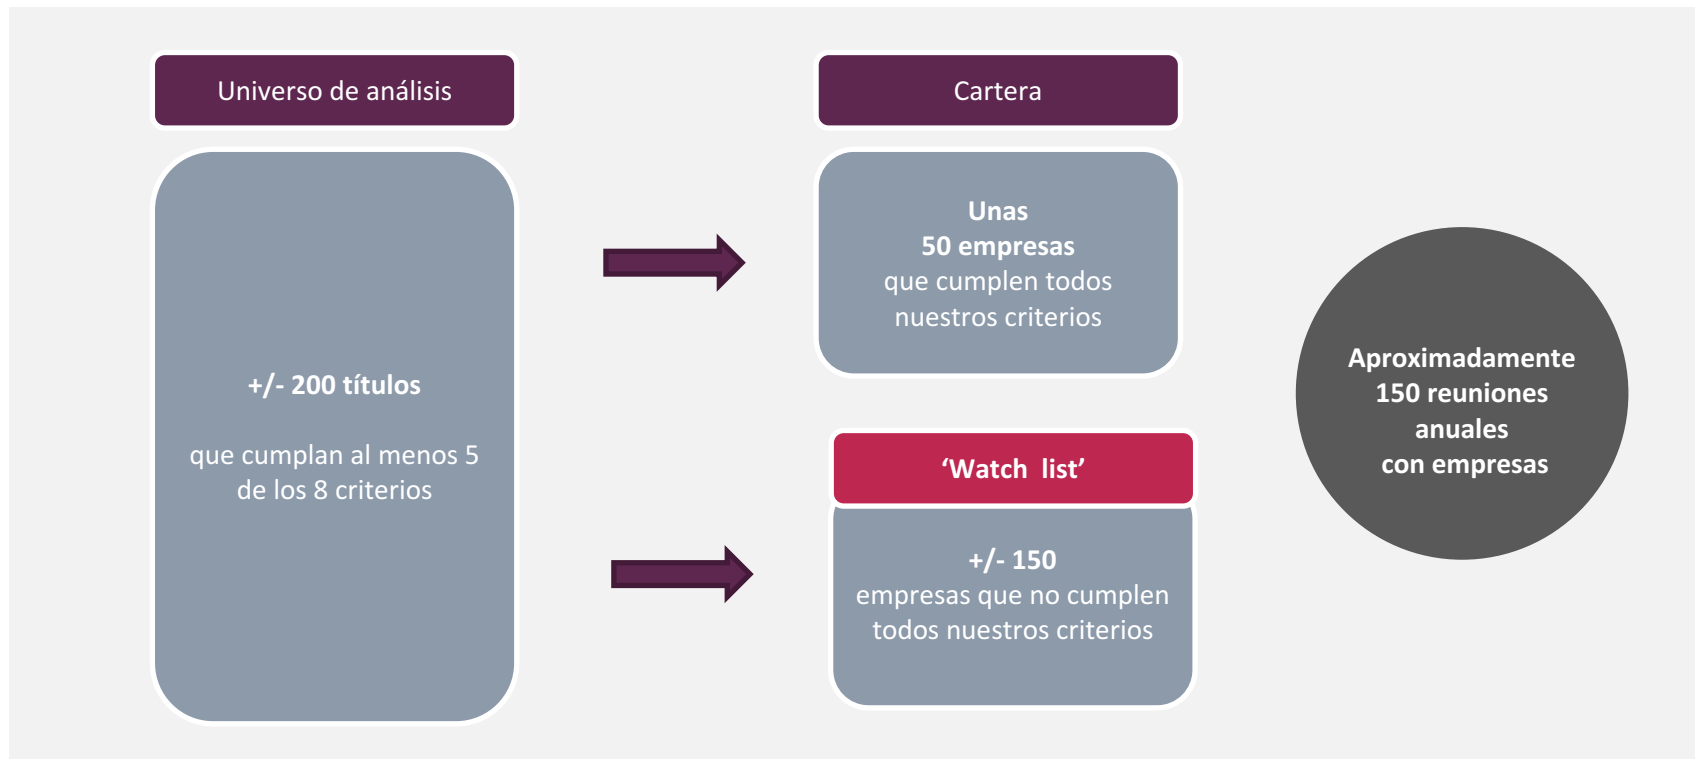 Universo de análisis
+/- 200 títulos
que cumplan al menos 5
de los 8 criterios
Cartera
Unas
50 empresas
que cumplen todos
nuestros criterios
‘Watch list’
+/- 150
empresas que no cumplen
todos nuestros criterios
Aproximadamente
150 reuniones
anuales
con empresas